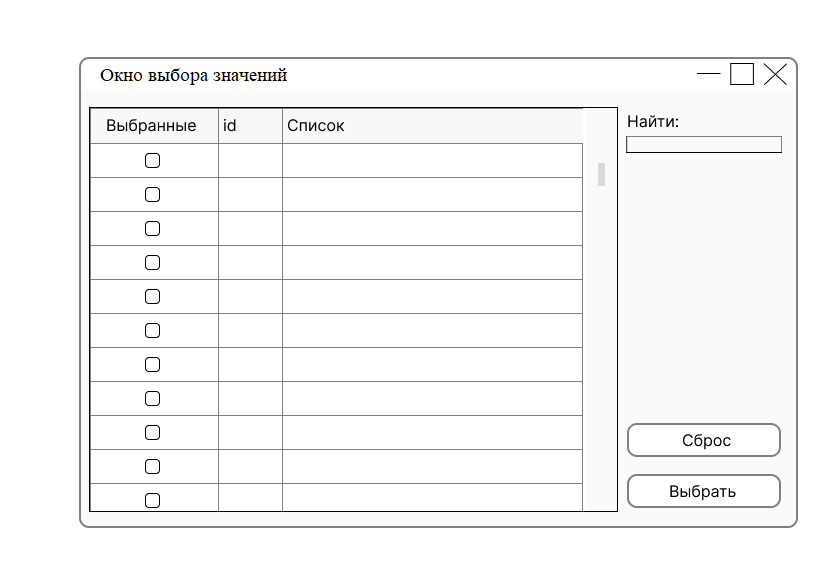 Окно выбора значений
Выбранные id Список
Найти:
Сброс
Выбрать